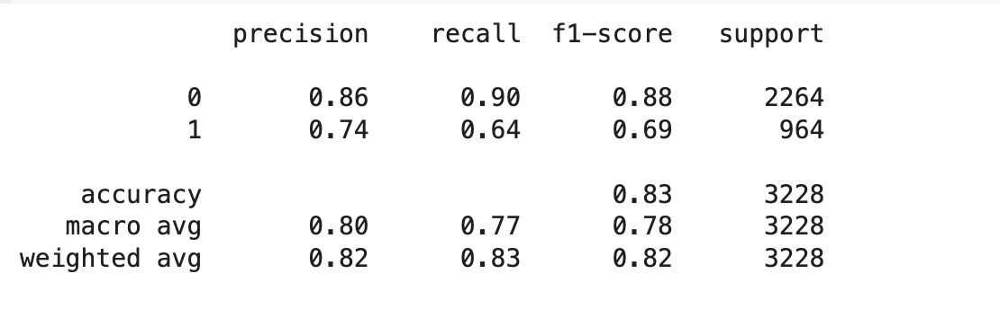 precision recall f1-score support
0 0.86 0.90 0.88 2264
1 0.74 0.64 0.69 964
accuracy 0.83 3228
macro avg 0.80 0.77 0.78 3228
weighted avg 0.82 0.83 0.82 3228